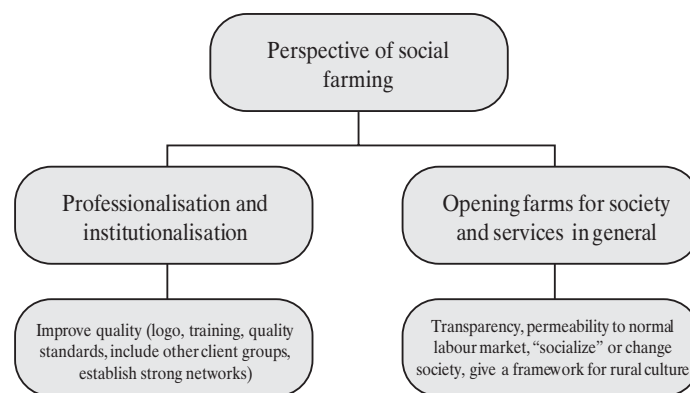 Perspective of social
farming
Professionalisation and
institutionalisation
Opening farms for society
and services in general
Improve quality (logo, training, quality
standards, include other client groups,
establish strong networks)
Transparency, permeability to normal
labour market, “socialize” or change
society, give a framework for rural culture